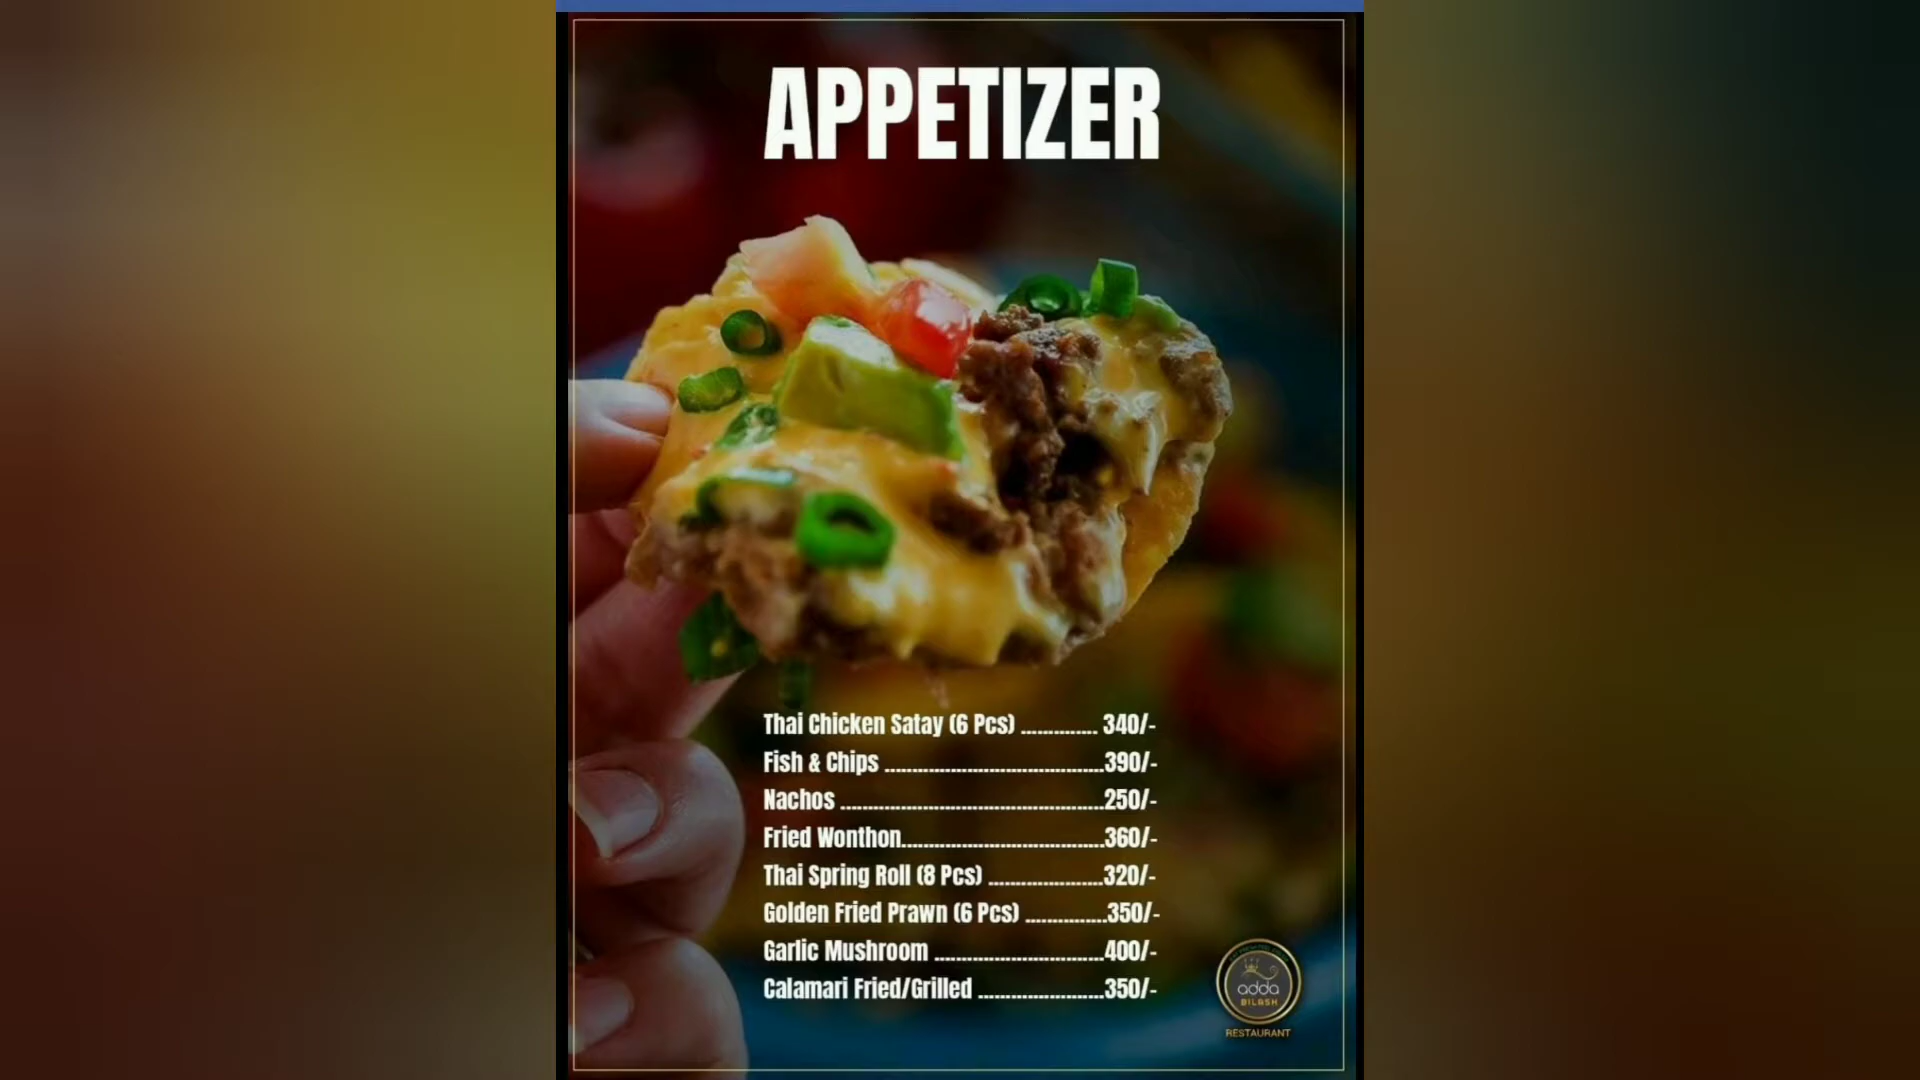 APPETIZER
Thai Chicken Satay (6 Pcs) .............. 340/-
Fish & Chips ........................................390/-
Nachos ................................................250/-
Fried Wonthon.....................................360/-
Thai Spring Roll (8 Pcs) .....................320/-
Golden Fried Prawn (6 Pcs) ...............350/-
Garlic Mushroom ...............................400/-
Calamari Fried/Grilled .......................350/-
adda
BILASH
RESTAURANT